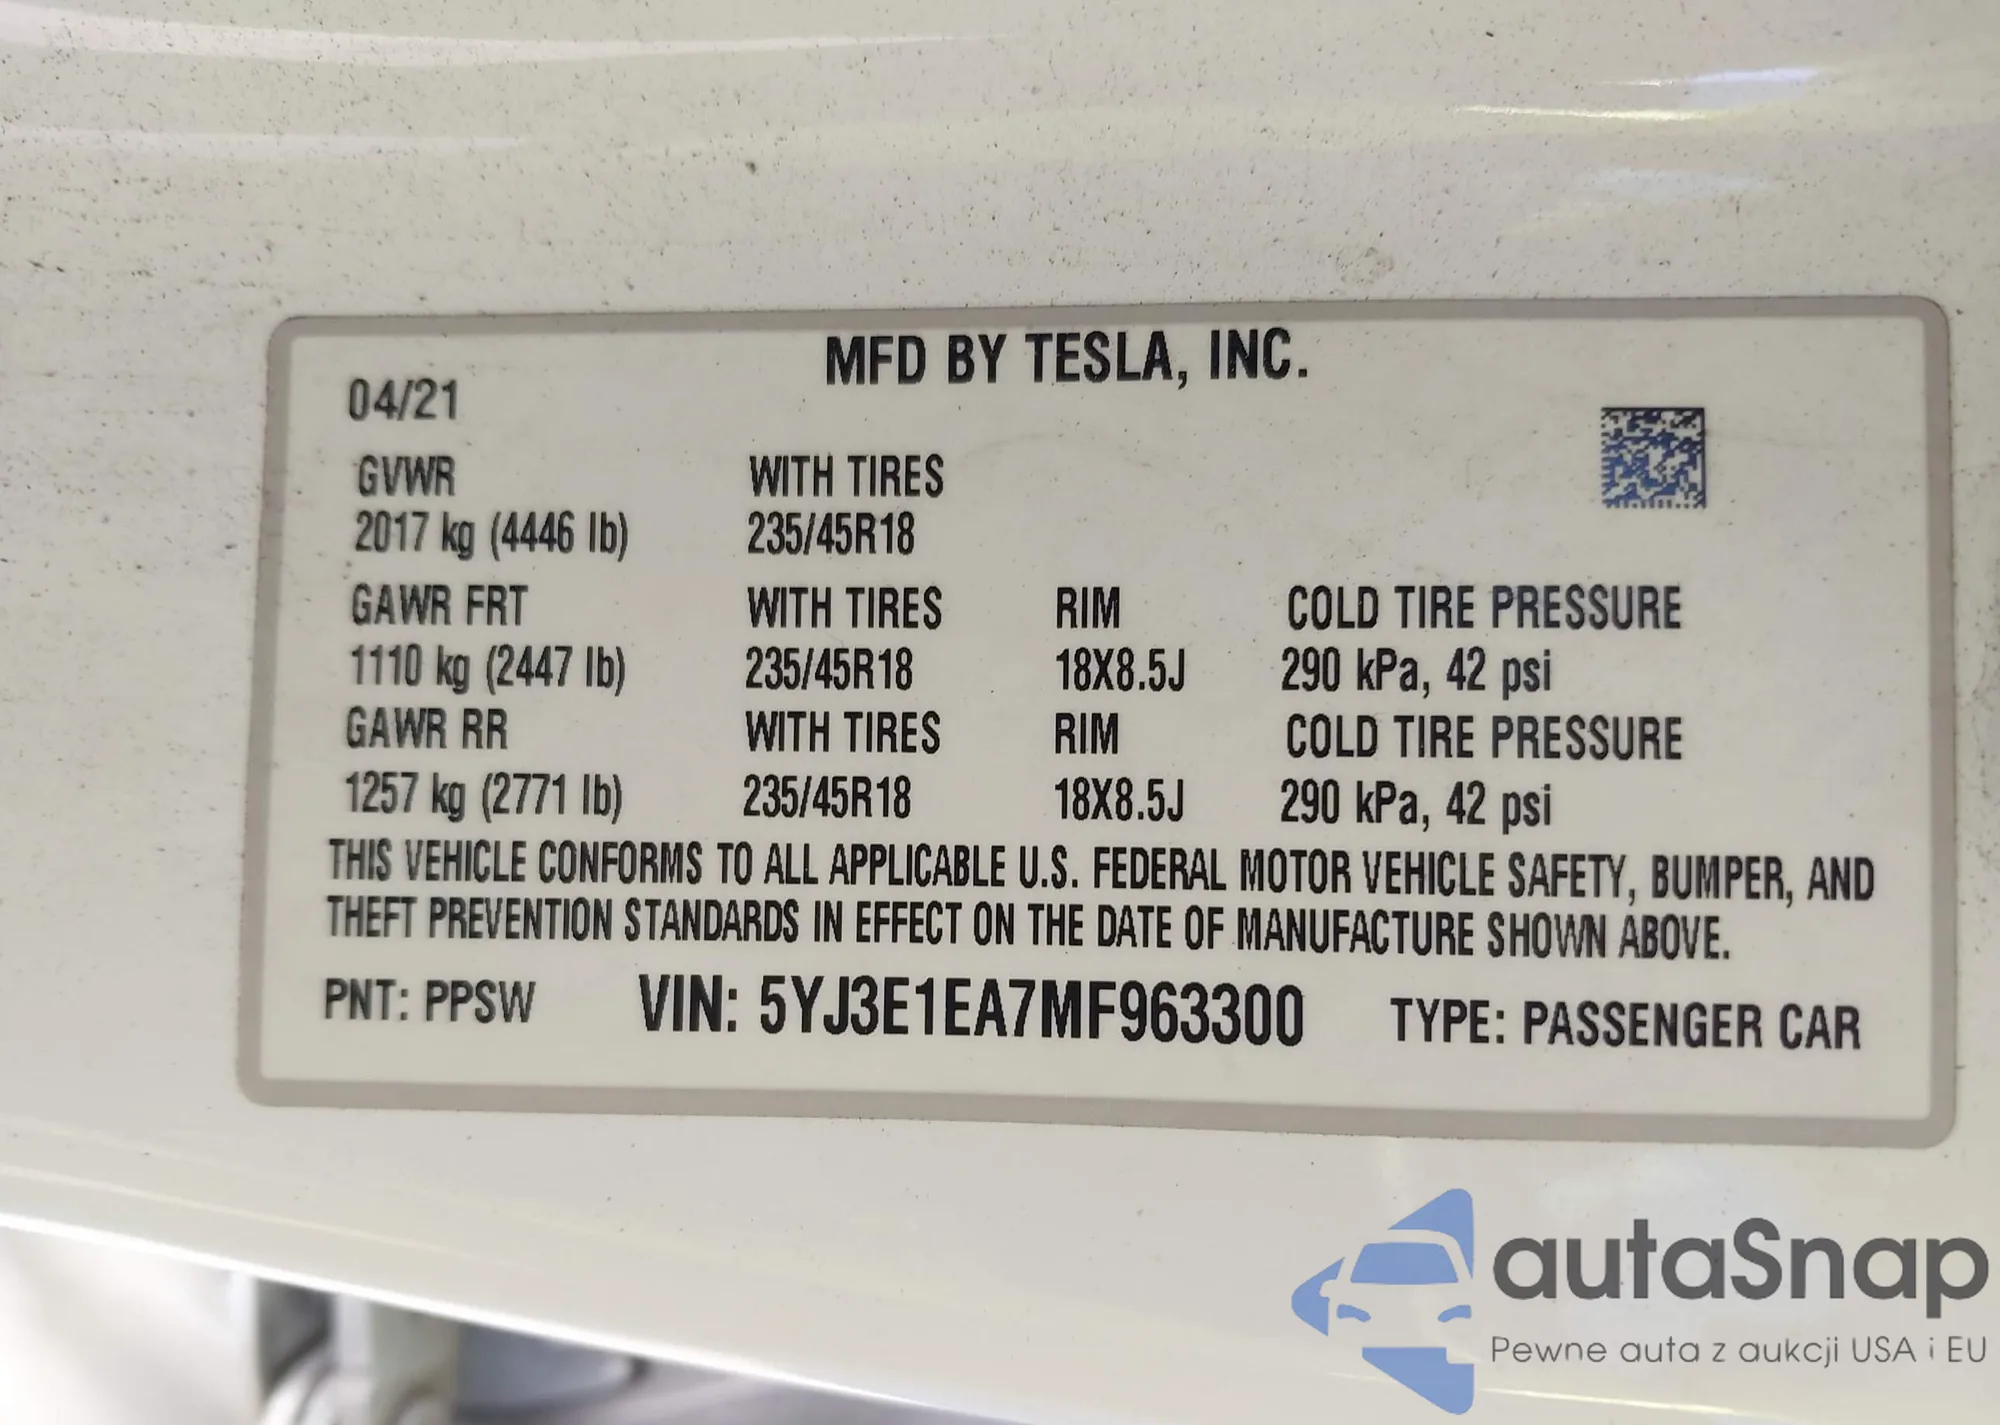 MFD BY TESLA, INC.
04/21
GVWR WITH TIRES
2017 kg (4446 lb) 235/45R18
GAWR FRT WITH TIRES RIM COLD TIRE PRESSURE
1110 kg (2447 lb) 235/45R18 18X8.5J 290 kPa, 42 psi
GAWR RR WITH TIRES RIM COLD TIRE PRESSURE
1257 kg (2771 lb) 235/45R18 18X8.5J 290 kPa, 42 psi
THIS VEHICLE CONFORMS TO ALL APPLICABLE U.S. FEDERAL MOTOR VEHICLE SAFETY, BUMPER, AND
THEFT PREVENTION STANDARDS IN EFFECT ON THE DATE OF MANUFACTURE SHOWN ABOVE.
PNT: PPSW VIN: 5YJ3E1EA7MF963300 TYPE: PASSENGER CAR
autaSnap
Pewne auta z aukcji USA i EU